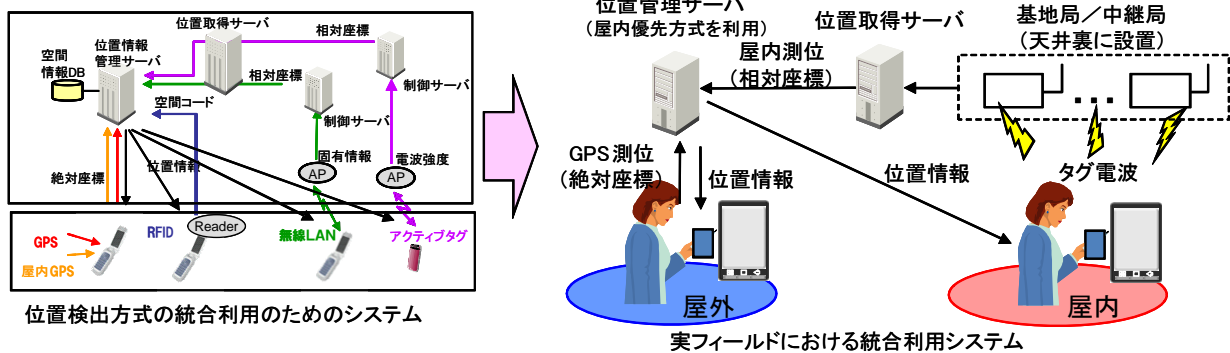 位置取得サーバ
相対座標
位置情報
管理サーバ
空間
情報DB
相対座標
制御サーバ
空間コード
制御サーバ
固有情報
電波強度
位置情報
AP
AP
絶対座標
Reader
RFID
無線LAN
アクティブタグ
GPS
屋内GPS
位置検出方式の統合利用のためのシステム
位置管理サーバ
(屋内優先方式を利用)
位置取得サーバ
基地局/中継局
(天井裏に設置)
屋内測位
(相対座標)
・・・
GPS測位
(絶対座標)
位置情報
位置情報
タグ電波
屋外
屋内
実フィールドにおける統合利用システム